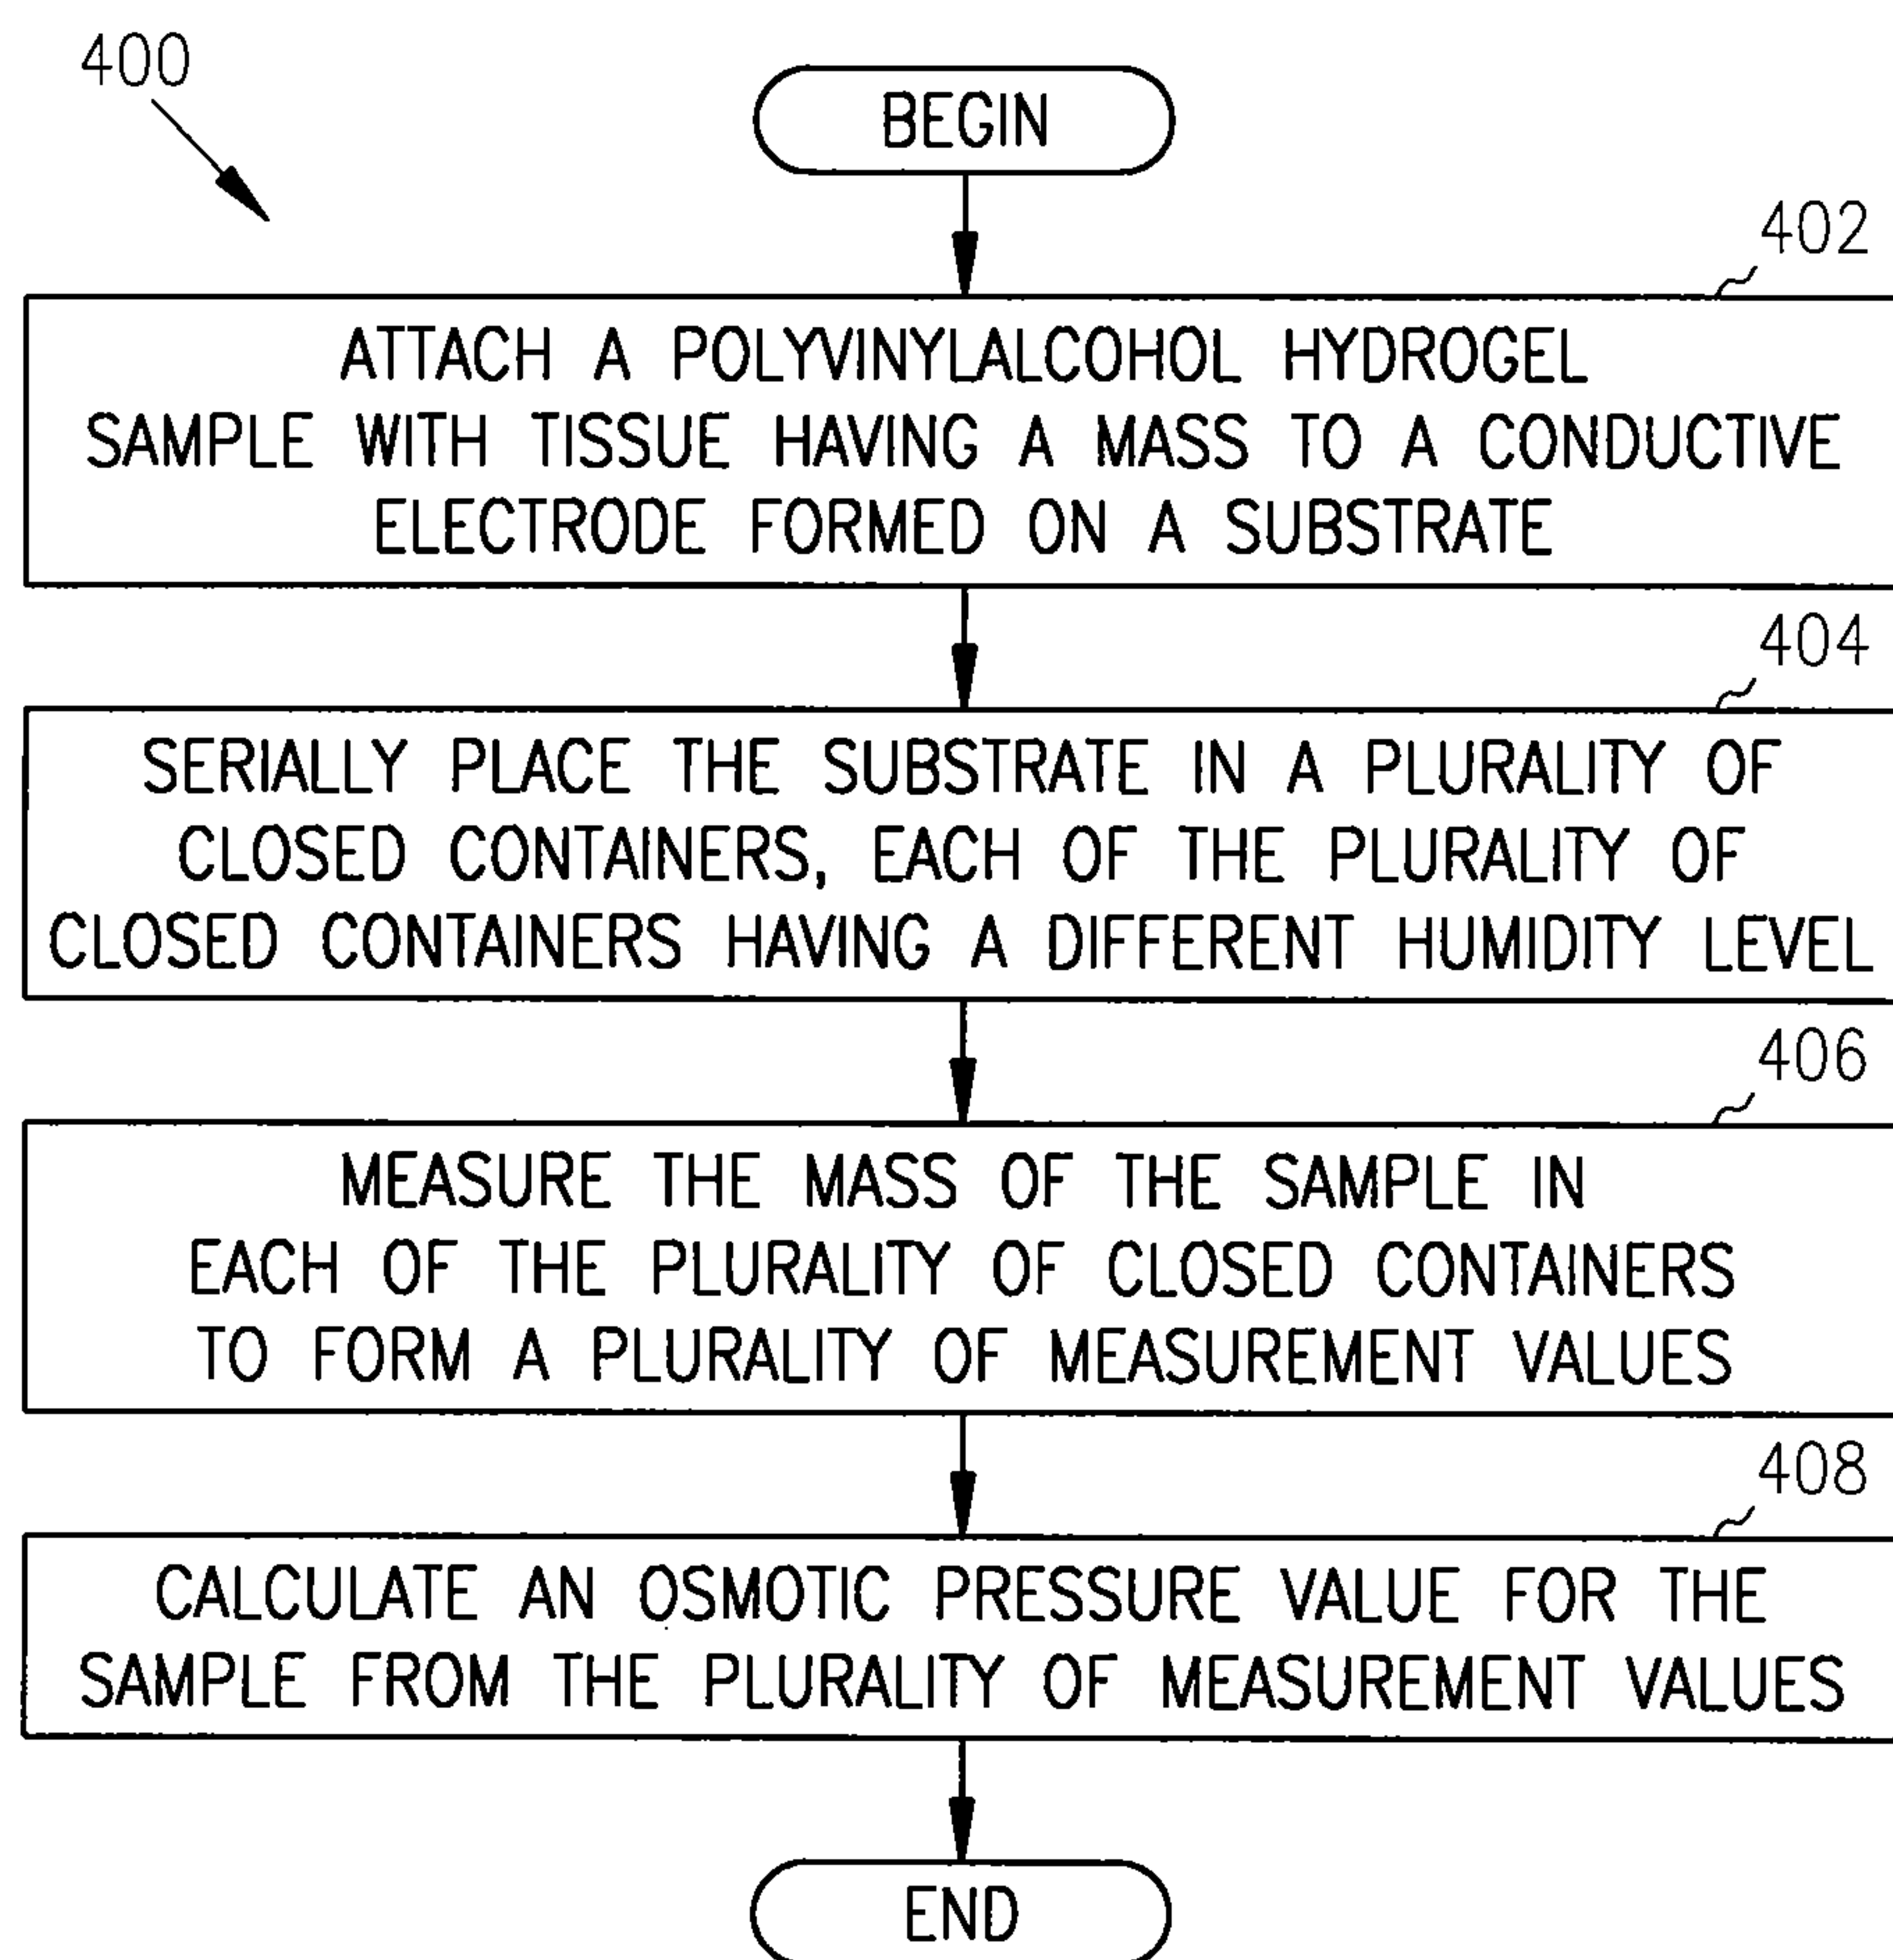 400
BEGIN
402
ATTACH A POLYVINYLALCOHOL HYDROGEL
SAMPLE WITH TISSUE HAVING A MASS TO A CONDUCTIVE
ELECTRODE FORMED ON A SUBSTRATE
404
SERIALLY PLACE THE SUBSTRATE IN A PLURALITY OF
CLOSED CONTAINERS, EACH OF THE PLURALITY OF
CLOSED CONTAINERS HAVING A DIFFERENT HUMIDITY LEVEL
406
MEASURE THE MASS OF THE SAMPLE IN
EACH OF THE PLURALITY OF CLOSED CONTAINERS
TO FORM A PLURALITY OF MEASUREMENT VALUES
408
CALCULATE AN OSMOTIC PRESSURE VALUE FOR THE
SAMPLE FROM THE PLURALITY OF MEASUREMENT VALUES
END